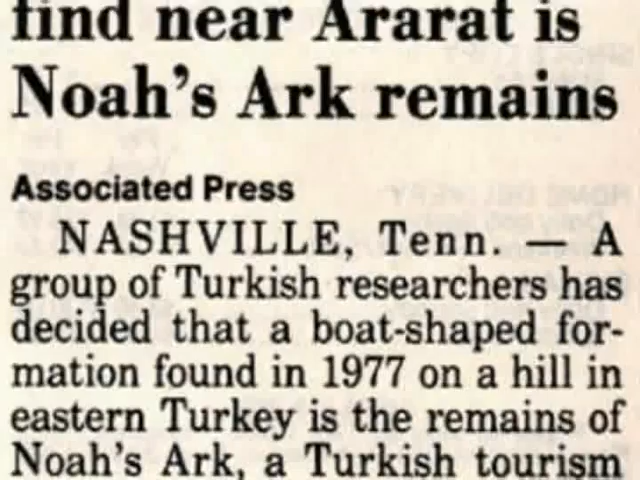 find near Ararat is
Noah's Ark remains
Associated Press
NASHVILLE, Tenn. — A
group of Turkish researchers has
decided that a boat-shaped for-
mation found in 1977 on a hill in
eastern Turkey is the remains of
Noah's Ark, a Turkish tourism